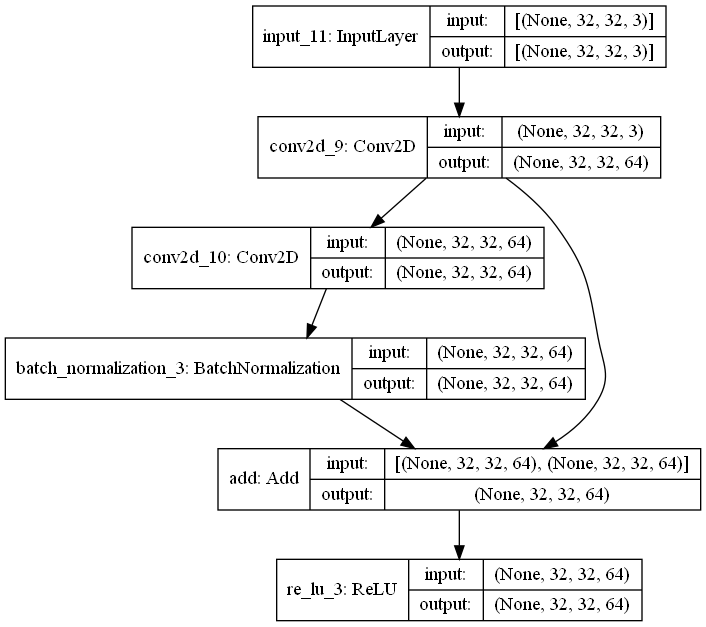 input_11: InputLayer
input:
[(None, 32, 32, 3)]
output:
[(None, 32, 32, 3)]
conv2d_9: Conv2D
input:
(None, 32, 32, 3)
output:
(None, 32, 32, 64)
conv2d_10: Conv2D
input:
(None, 32, 32, 64)
output:
(None, 32, 32, 64)
batch_normalization_3: BatchNormalization
input:
(None, 32, 32, 64)
output:
(None, 32, 32, 64)
add: Add
input:
[(None, 32, 32, 64), (None, 32, 32, 64)]
output:
(None, 32, 32, 64)
re_lu_3: ReLU
input:
(None, 32, 32, 64)
output:
(None, 32, 32, 64)